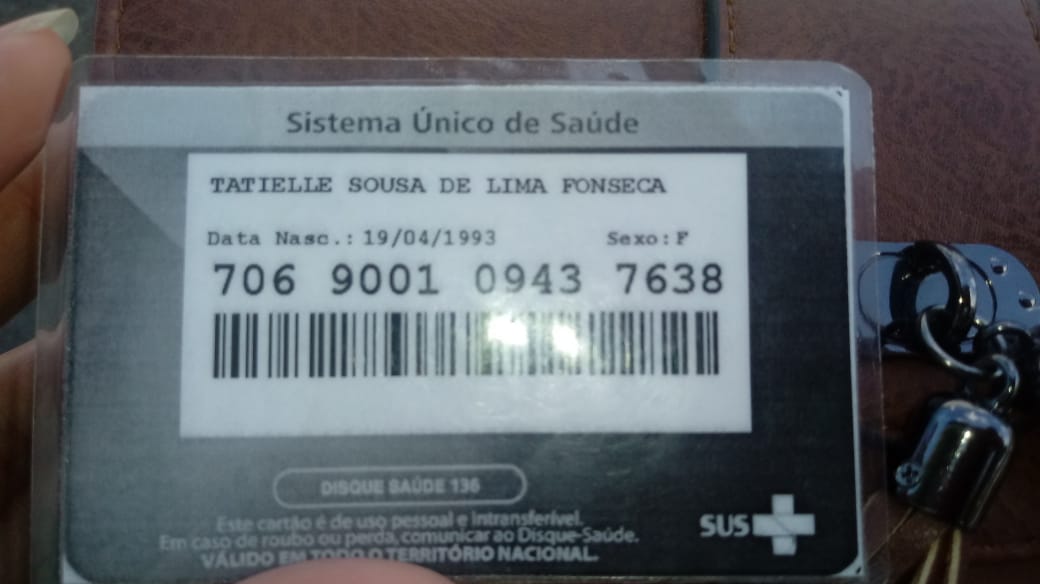 Sistema Único de Saúde
TATIELLE SOUSA DE LIMA FONSECA
Data Nasc.: 19/04/1993 Sexo: F
706 9001 0943 7638
DISQUE SAÚDE 136
Este cartão é de uso pessoal e intransferível.
Em caso de roubo ou perda, comunicar ao Disque-Saúde.
VÁLIDO EM TODO O TERRITÓRIO NACIONAL.
SUS